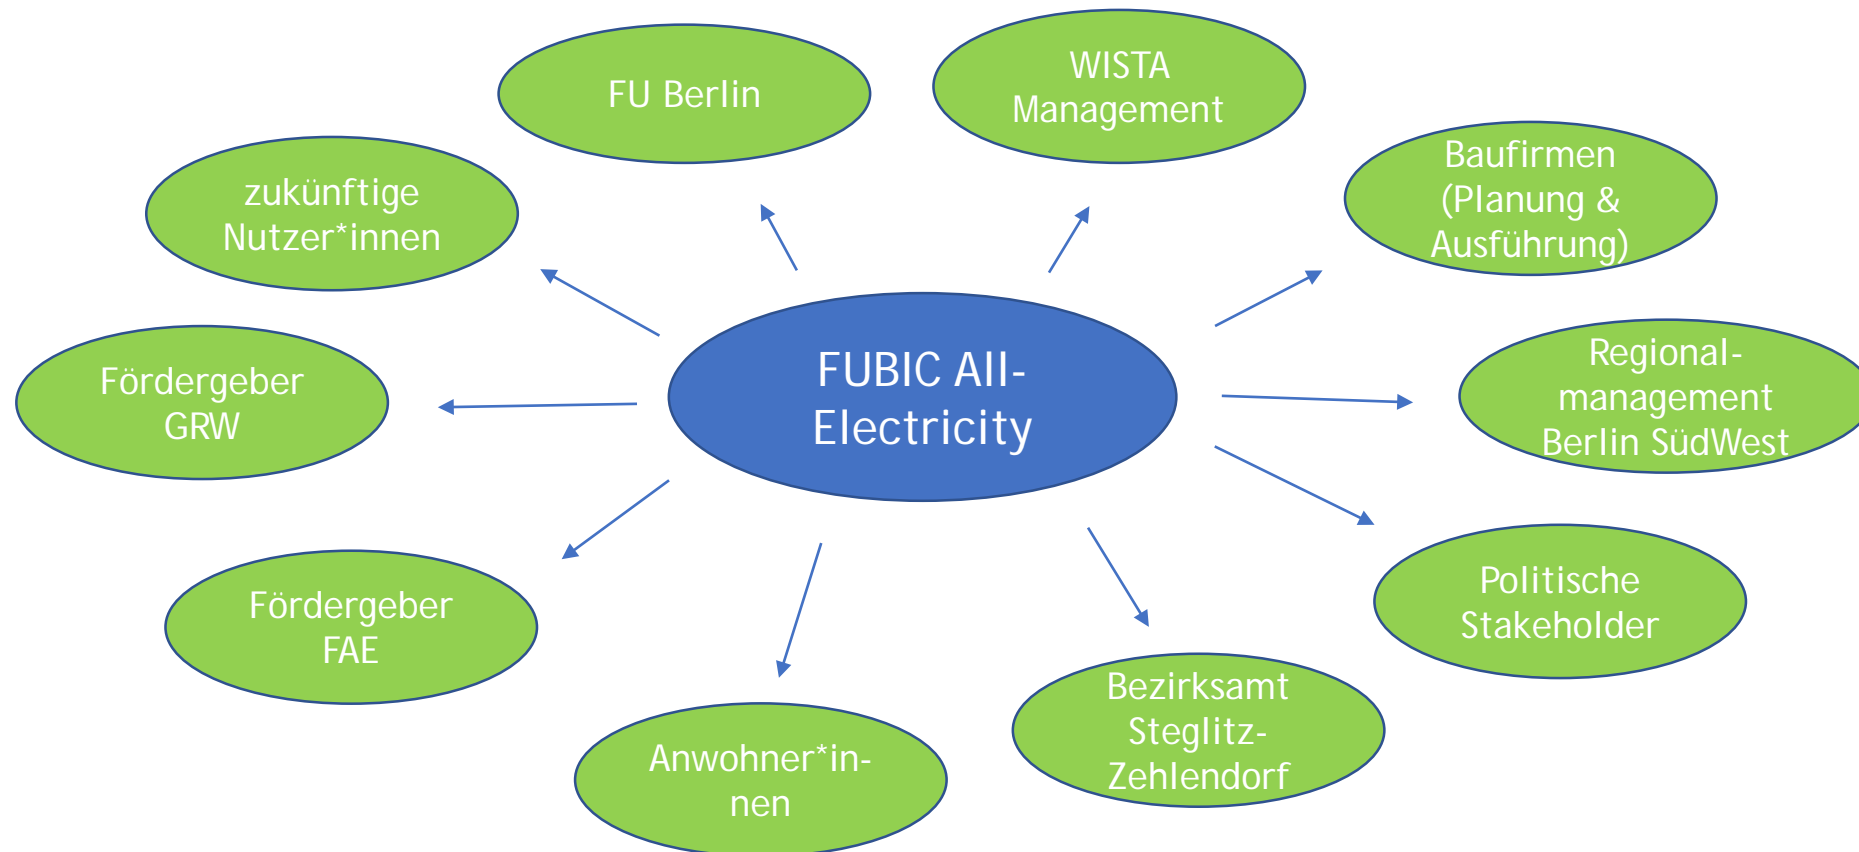 FU Berlin
WISTA
Management
Baufirmen
(Planung &
Ausführung)
zukünftige
Nutzer*innen
Fördergeber
GRW
FUBIC All-
Electricity
Regional-
management
Berlin SüdWest
Fördergeber
FAE
Politische
Stakeholder
Anwohner*in-
nen
Bezirksamt
Steglitz-
Zehlendorf